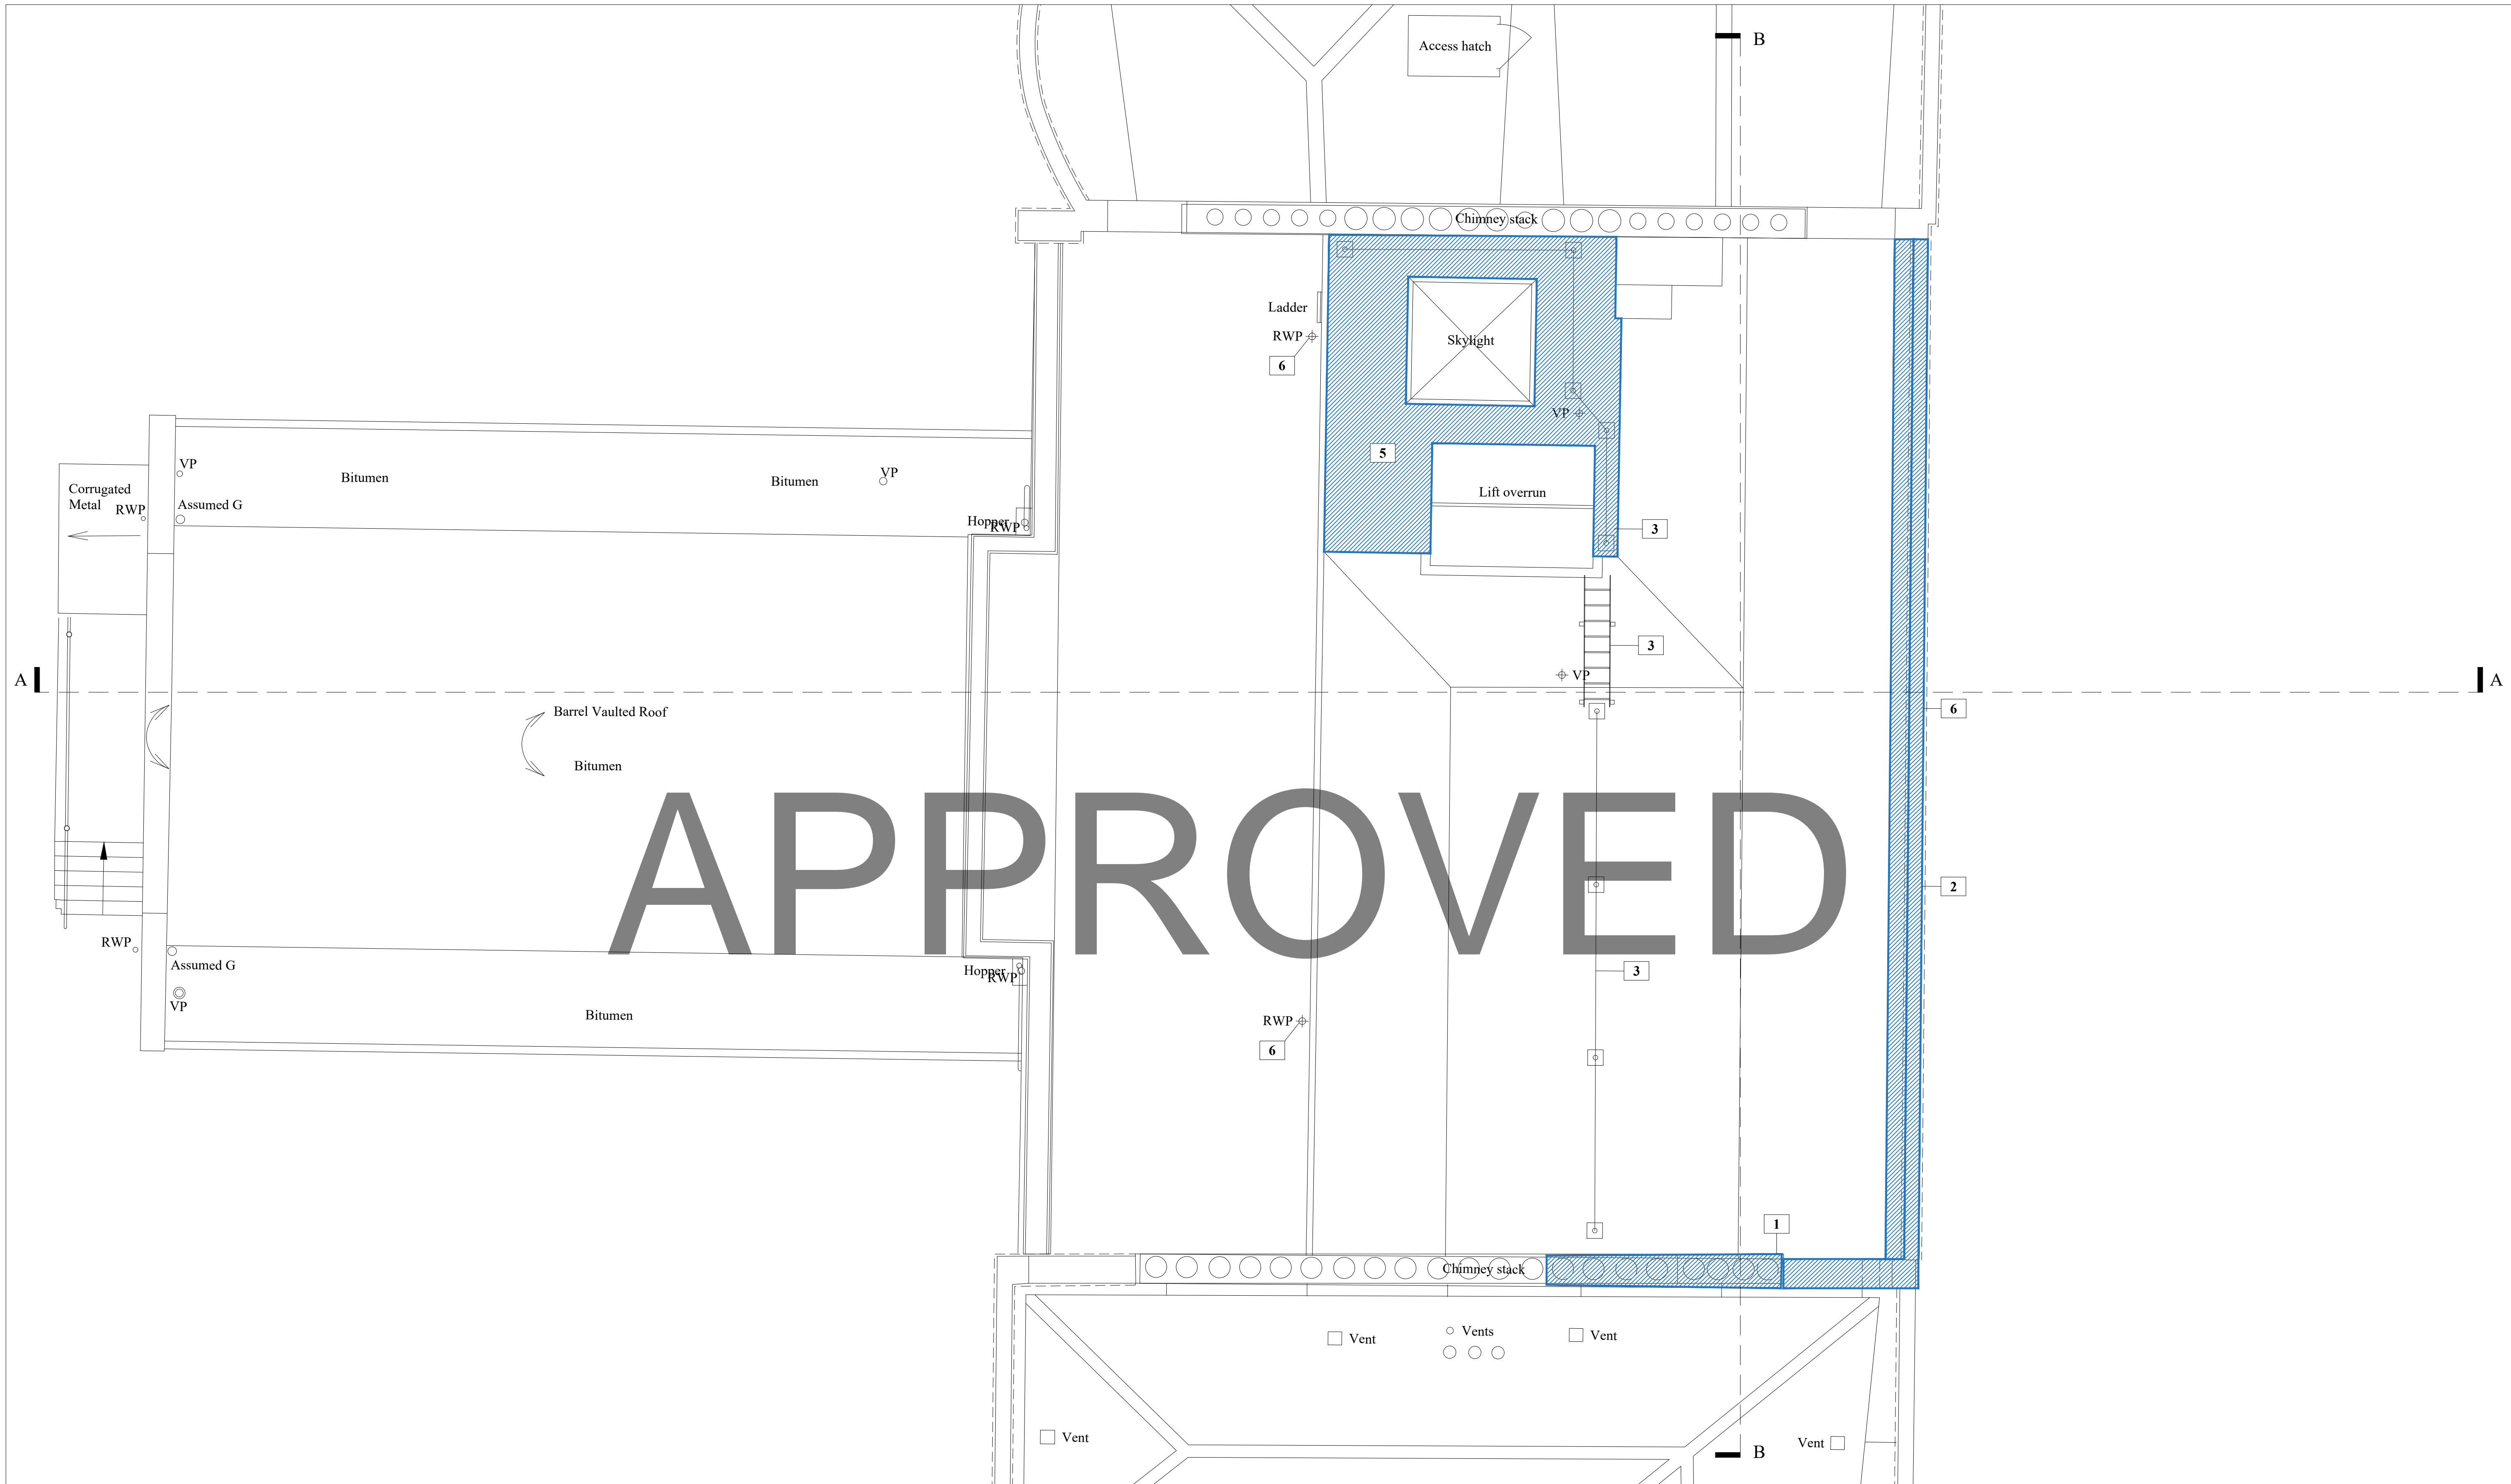 Access hatch
B
Chimney stack
Ladder
RWP
6
Skylight
VP
5
Lift overrun
3
VP
Bitumen
Bitumen
VP
Corrugated
Metal
RWP
Assumed G
Hopper
RWP
3
VP
A
A
6
Barrel Vaulted Roof
Bitumen
APPROVED
2
RWP
Assumed G
VP
Hopper
RWP
3
Bitumen
RWP
6
1
Chimney stack
Vent
Vents
Vent
Vent
Vent
B